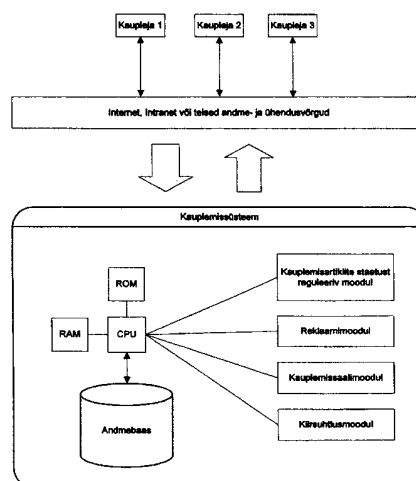 Kaupleja 1
Kaupleja 2
Kaupleja 3
Internet, Intranet või teised andme- ja ühendusvõrgud
Kauplemissüsteem
ROM
RAM
CPU
Andmebaas
Kauplemisartiklite staatust
reguleeriv moodul
Reklaamimoodul
Kauplemissaalimoodul
Kiirsuhtlusmoodul